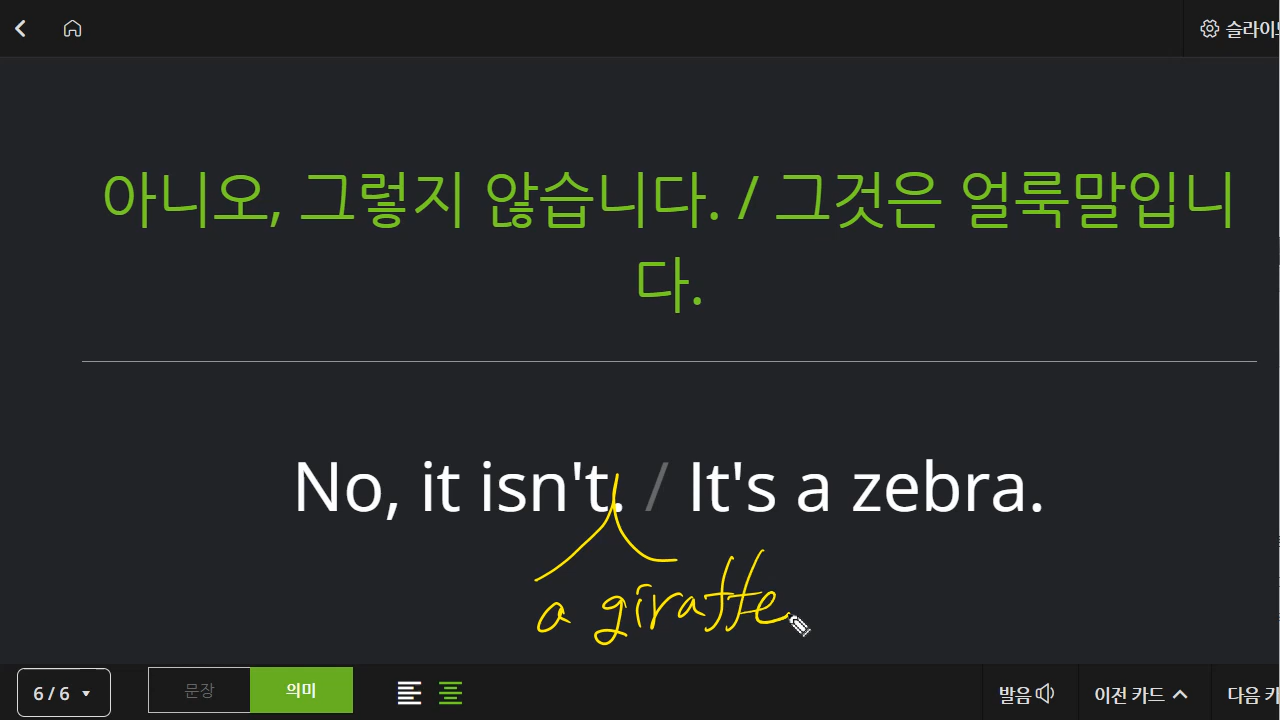 슬라이드
아니오, 그렇지 않습니다. / 그것은 얼룩말입니
다.
No, it isn't. / It's a zebra.
a giraffe
6 / 6
문장
의미
발음
이전 카드
다음